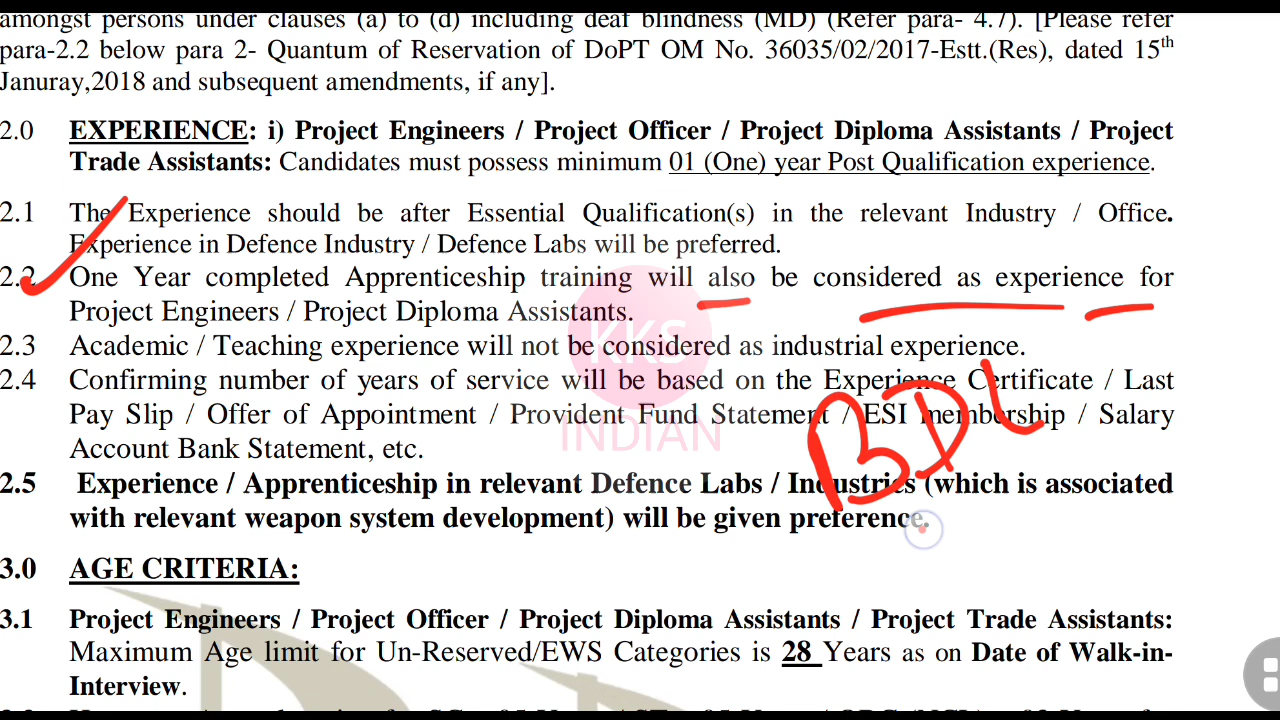 amongst persons under clauses (a) to (d) including deaf blindness (MD) (Refer para- 4.7). [Please refer
para-2.2 below para 2- Quantum of Reservation of DoPT OM No. 36035/02/2017-Estt.(Res), dated 15th
Januray,2018 and subsequent amendments, if any].
2.0 EXPERIENCE: i) Project Engineers / Project Officer / Project Diploma Assistants / Project
Trade Assistants: Candidates must possess minimum 01 (One) year Post Qualification experience.
2.1 The Experience should be after Essential Qualification(s) in the relevant Industry / Office.
Experience in Defence Industry / Defence Labs will be preferred.
2.2 One Year completed Apprenticeship training will also be considered as experience for
Project Engineers / Project Diploma Assistants.
KKS
2.3 Academic / Teaching experience will not be considered as industrial experience.
2.4 Confirming number of years of service will be based on the Experience Certificate / Last
Pay Slip / Offer of Appointment / Provident Fund Statement / ESI membership / Salary
INDIAN
BDL
Account Bank Statement, etc.
2.5 Experience / Apprenticeship in relevant Defence Labs / Industries (which is associated
with relevant weapon system development) will be given preference.
3.0 AGE CRITERIA:
3.1 Project Engineers / Project Officer / Project Diploma Assistants / Project Trade Assistants:
Maximum Age limit for Un-Reserved/EWS Categories is 28 Years as on Date of Walk-in-
Interview.